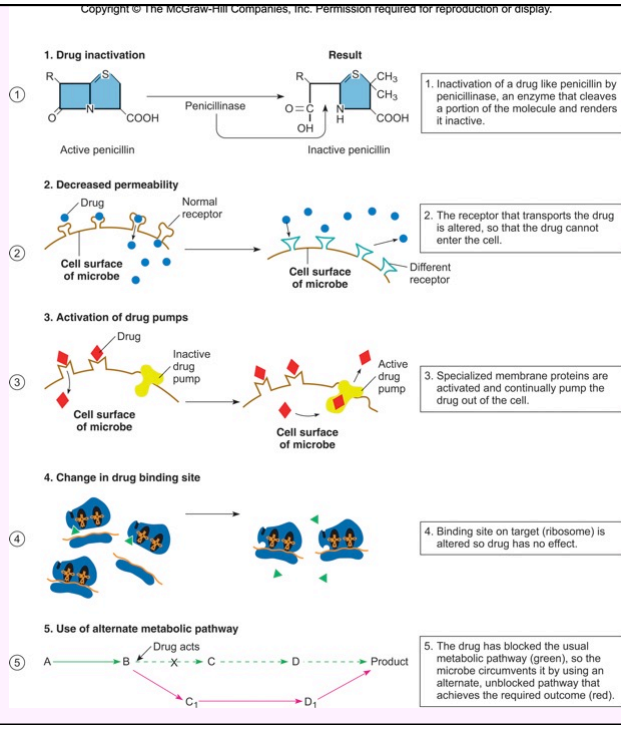 Copyright © The McGraw-Hill Companies, Inc. Permission required for reproduction or display.
1. Drug inactivation
Result
1
R
S
N
O
COOH
Active penicillin
Penicillinase
R
S
CH3
CH3
O=C
N
H
COOH
OH
Inactive penicillin
1. Inactivation of a drug like penicillin by
penicillinase, an enzyme that cleaves
a portion of the molecule and renders
it inactive.
2. Decreased permeability
2
Drug
Normal
receptor
Cell surface
of microbe
Cell surface
of microbe
Different
receptor
2. The receptor that transports the drug
is altered, so that the drug cannot
enter the cell.
3. Activation of drug pumps
3
Drug
Inactive
drug
pump
Cell surface
of microbe
Active
drug
pump
Cell surface
of microbe
3. Specialized membrane proteins are
activated and continually pump the
drug out of the cell.
4. Change in drug binding site
4
4. Binding site on target (ribosome) is
altered so drug has no effect.
5. Use of alternate metabolic pathway
5
Drug acts
A B X C D Product
C1 D1
5. The drug has blocked the usual
metabolic pathway (green), so the
microbe circumvents it by using an
alternate, unblocked pathway that
achieves the required outcome (red).